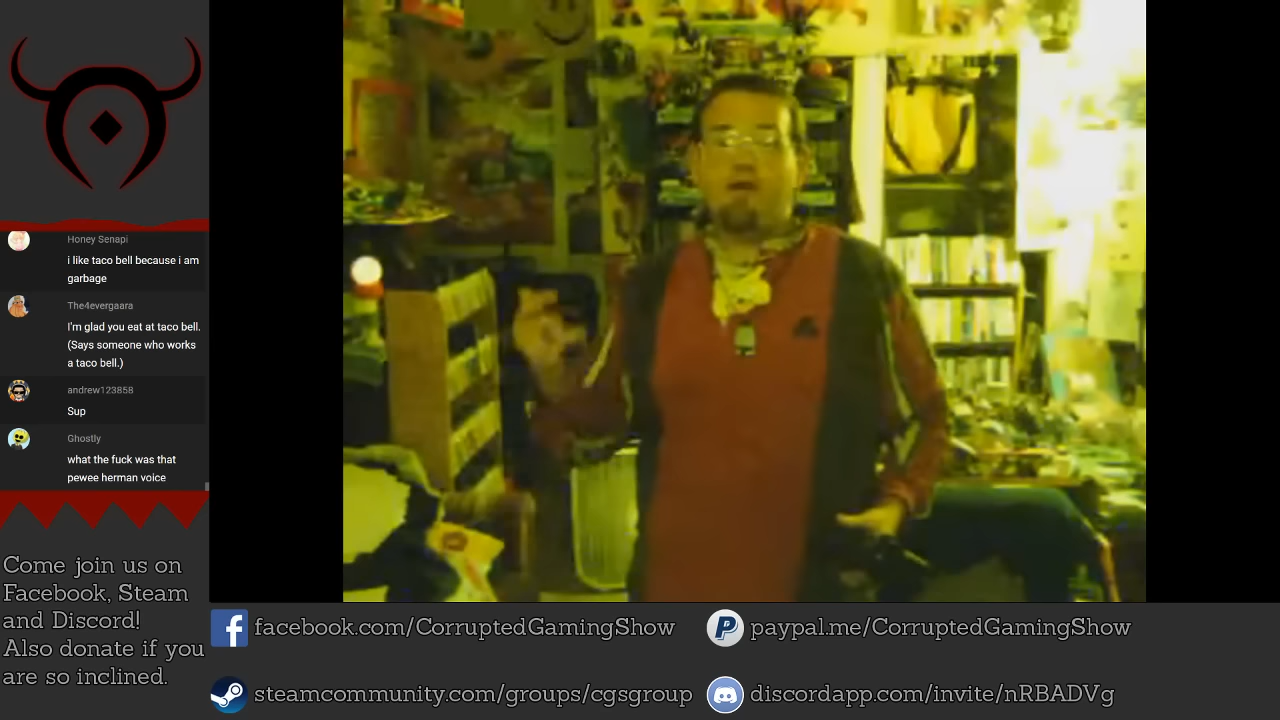 Honey Senapi
i like taco bell because i am
garbage
The4evergaara
I'm glad you eat at taco bell.
(Says someone who works
a taco bell.)
andrew123858
Sup
Ghostly
what the fuck was that
pewee herman voice
Come join us on
Facebook, Steam
and Discord!
Also donate if you
are so inclined.
facebook.com/CorruptedGamingShow
paypal.me/CorruptedGamingShow
steamcommunity.com/groups/cgsgroup
discordapp.com/invite/nRBADVg